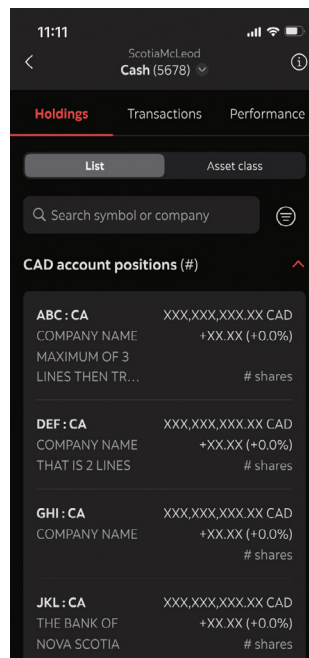 11:11
ScotiaMcLeod
Cash (5678)
Holdings Transactions Performance
List Asset class
Search symbol or company
CAD account positions (#)
ABC : CA XXX,XXX,XXX.XX CAD
COMPANY NAME +XX.XX (+0.0%)
MAXIMUM OF 3
LINES THEN TR... # shares
DEF : CA XXX,XXX,XXX.XX CAD
COMPANY NAME +XX.XX (+0.0%)
THAT IS 2 LINES # shares
GHI : CA XXX,XXX,XXX.XX CAD
COMPANY NAME +XX.XX (+0.0%)
# shares
JKL : CA XXX,XXX,XXX.XX CAD
THE BANK OF +XX.XX (+0.0%)
NOVA SCOTIA # shares